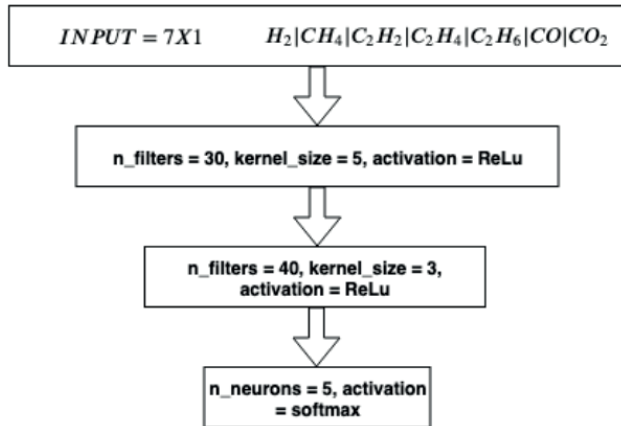 INPUT = 7X1 H₂|CH₄|C₂H₂|C₂H₄|C₂H₆|CO|CO₂
n_filters = 30, kernel_size = 5, activation = ReLu
n_filters = 40, kernel_size = 3,
activation = ReLu
n_neurons = 5, activation
= softmax